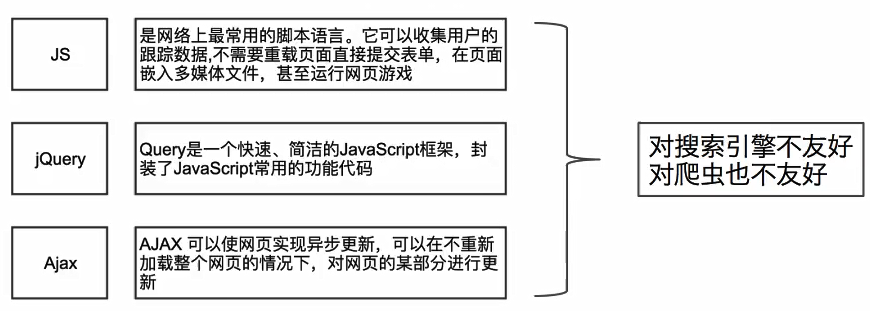 JS
是网络上最常用的脚本语言。它可以收集用户的
跟踪数据,不需要重载页面直接提交表单，在页面
嵌入多媒体文件，甚至运行网页游戏
jQuery
Query是一个快速、简洁的JavaScript框架，封
装了JavaScript常用的功能代码
Ajax
AJAX 可以使网页实现异步更新，可以在不重新
加载整个网页的情况下，对网页的某部分进行更
新
对搜索引擎不友好
对爬虫也不友好